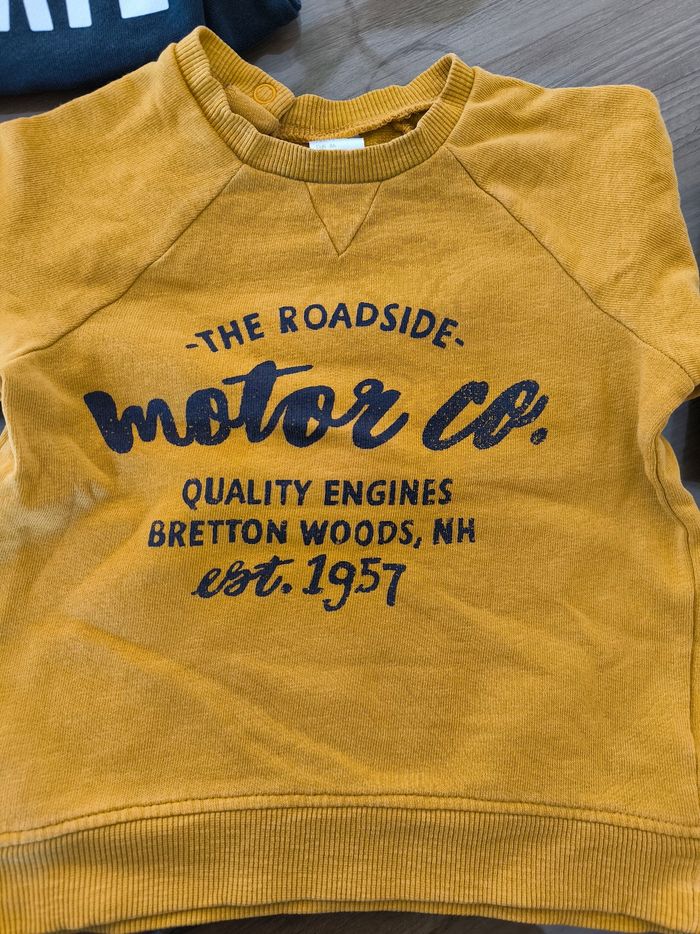 -THE ROADSIDE-
motor co.
QUALITY ENGINES
BRETTON WOODS, NH
est. 1957